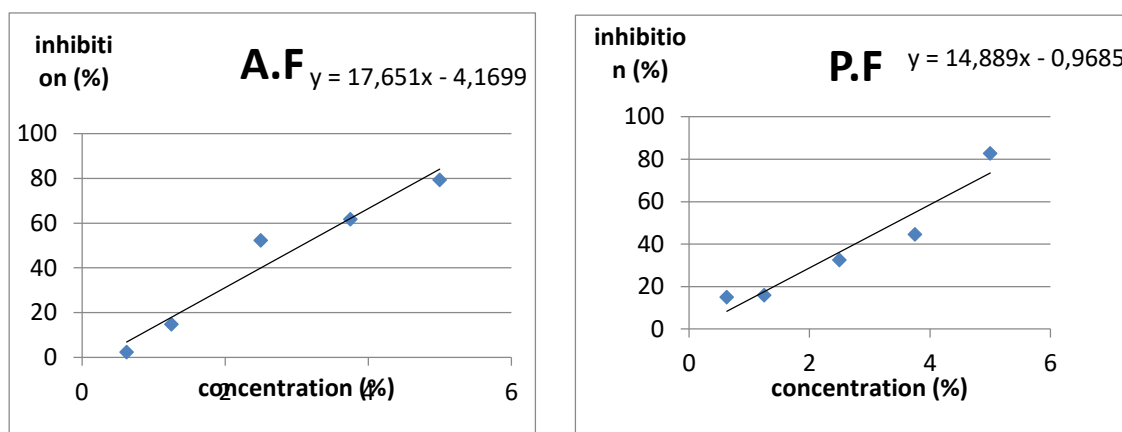 inhibiti
on (%)
A.F
y = 17,651x - 4,1699
100
80
60
40
20
0
0
2
4
6
concentration (%)
inhibitio
n (%)
P.F
y = 14,889x - 0,9685
100
80
60
40
20
0
0
2
4
6
concentration (%)